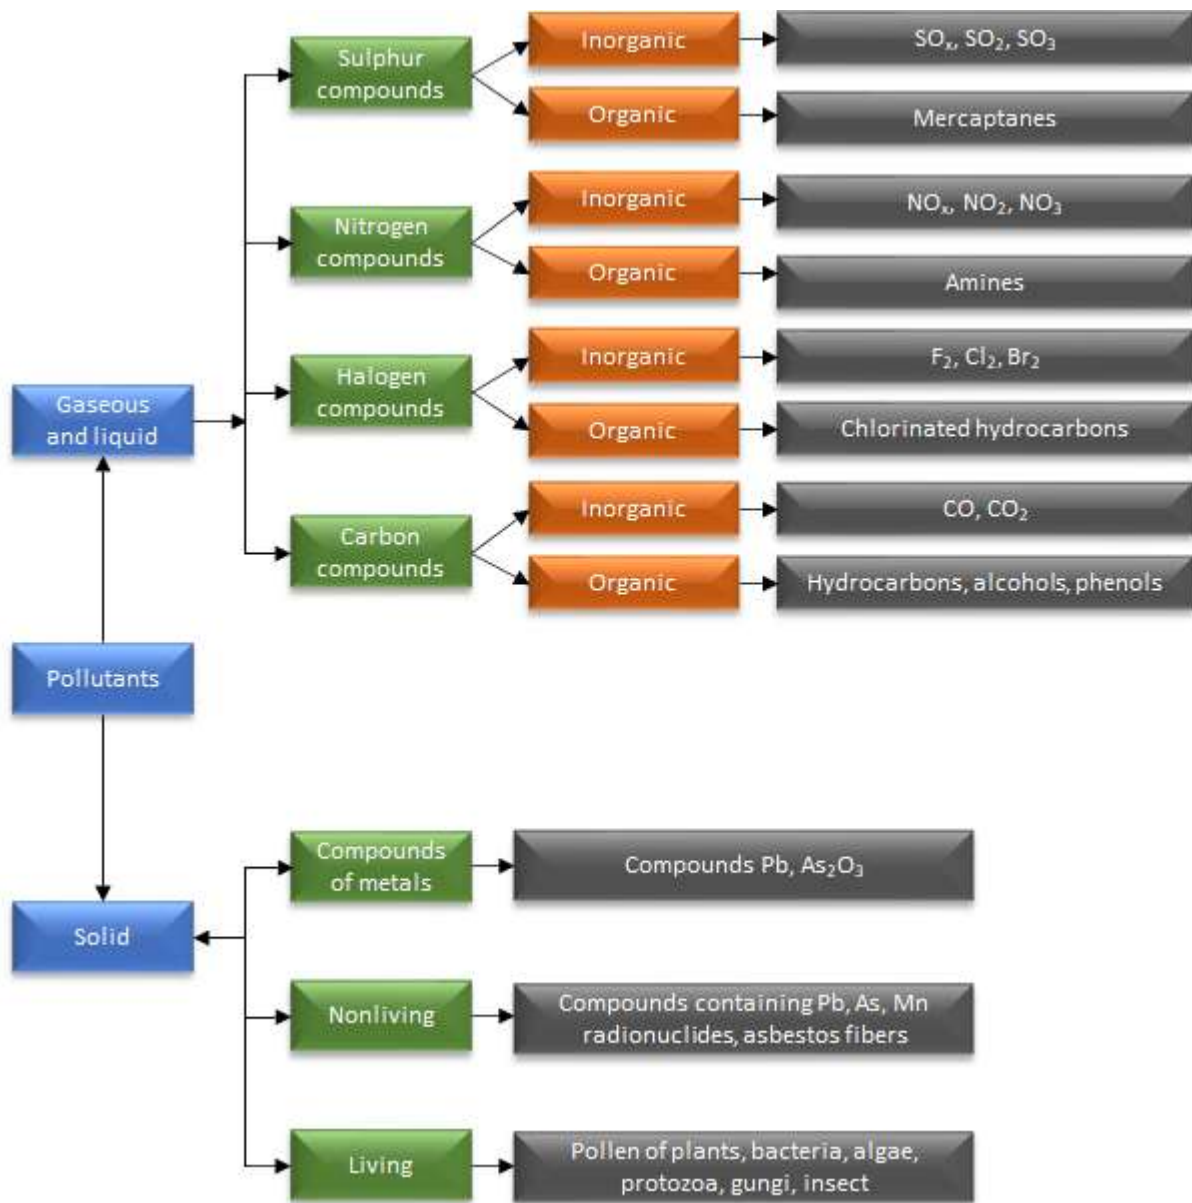 Sulphur
compounds
Inorganic
SOₓ, SO₂, SO₃
Organic
Mercaptanes
Nitrogen
compounds
Inorganic
NOₓ, NO₂, NO₃
Organic
Amines
Halogen
compounds
Inorganic
F₂, Cl₂, Br₂
Organic
Chlorinated hydrocarbons
Gaseous
and liquid
Carbon
compounds
Inorganic
CO, CO₂
Organic
Hydrocarbons, alcohols, phenols
Pollutants
Solid
Compounds
of metals
Compounds Pb, As₂O₃
Nonliving
Compounds containing Pb, As, Mn
radionuclides, asbestos fibers
Living
Pollen of plants, bacteria, algae,
protozoa, gungi, insect